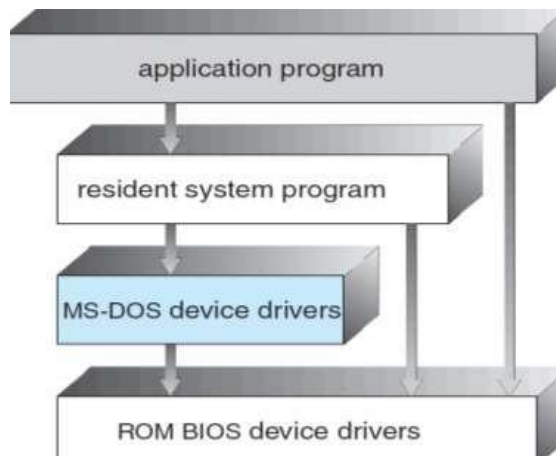 application program
resident system program
MS-DOS device drivers
ROM BIOS device drivers